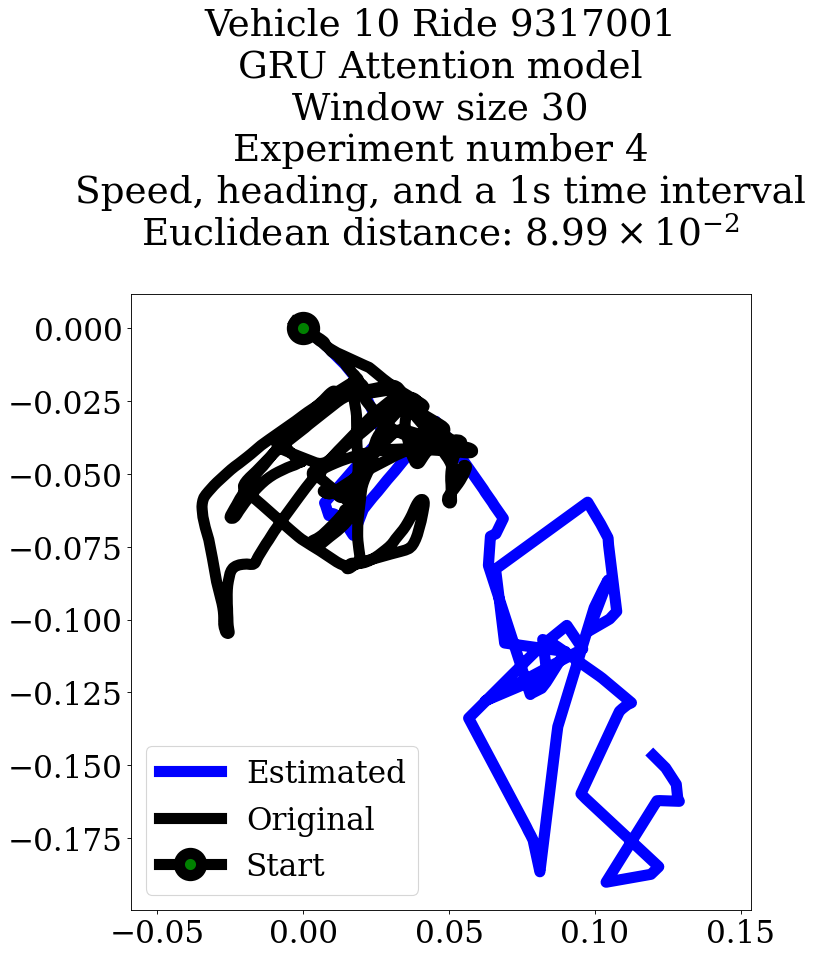 Vehicle 10 Ride 9317001
GRU Attention model
Window size 30
Experiment number 4
Speed, heading, and a 1s time interval
Euclidean distance: 8.99 × 10⁻²
0.000
−0.025
−0.050
−0.075
−0.100
−0.125
−0.150
−0.175
Estimated
Original
Start
−0.05 0.00 0.05 0.10 0.15